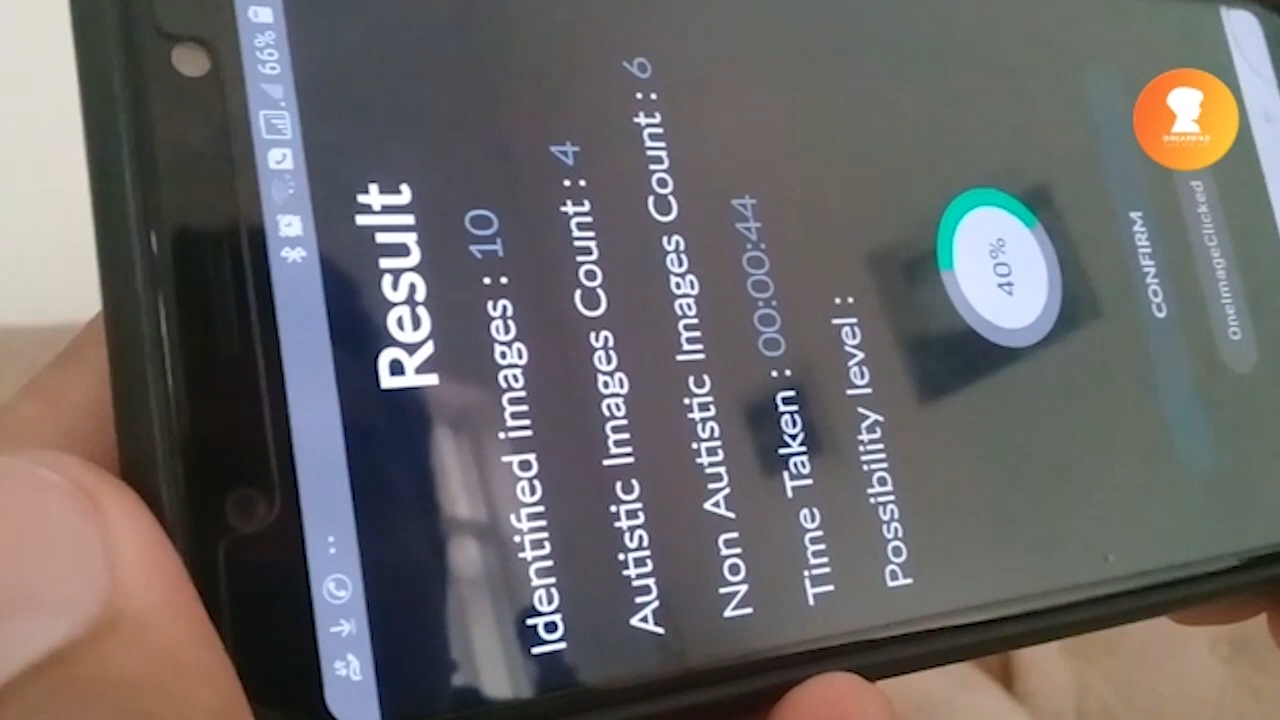 66%
Result
Identified images : 10
Autistic Images Count : 4
Non Autistic Images Count : 6
Time Taken : 00:00:44
Possibility level :
40%
CONFIRM
OneImageClicked